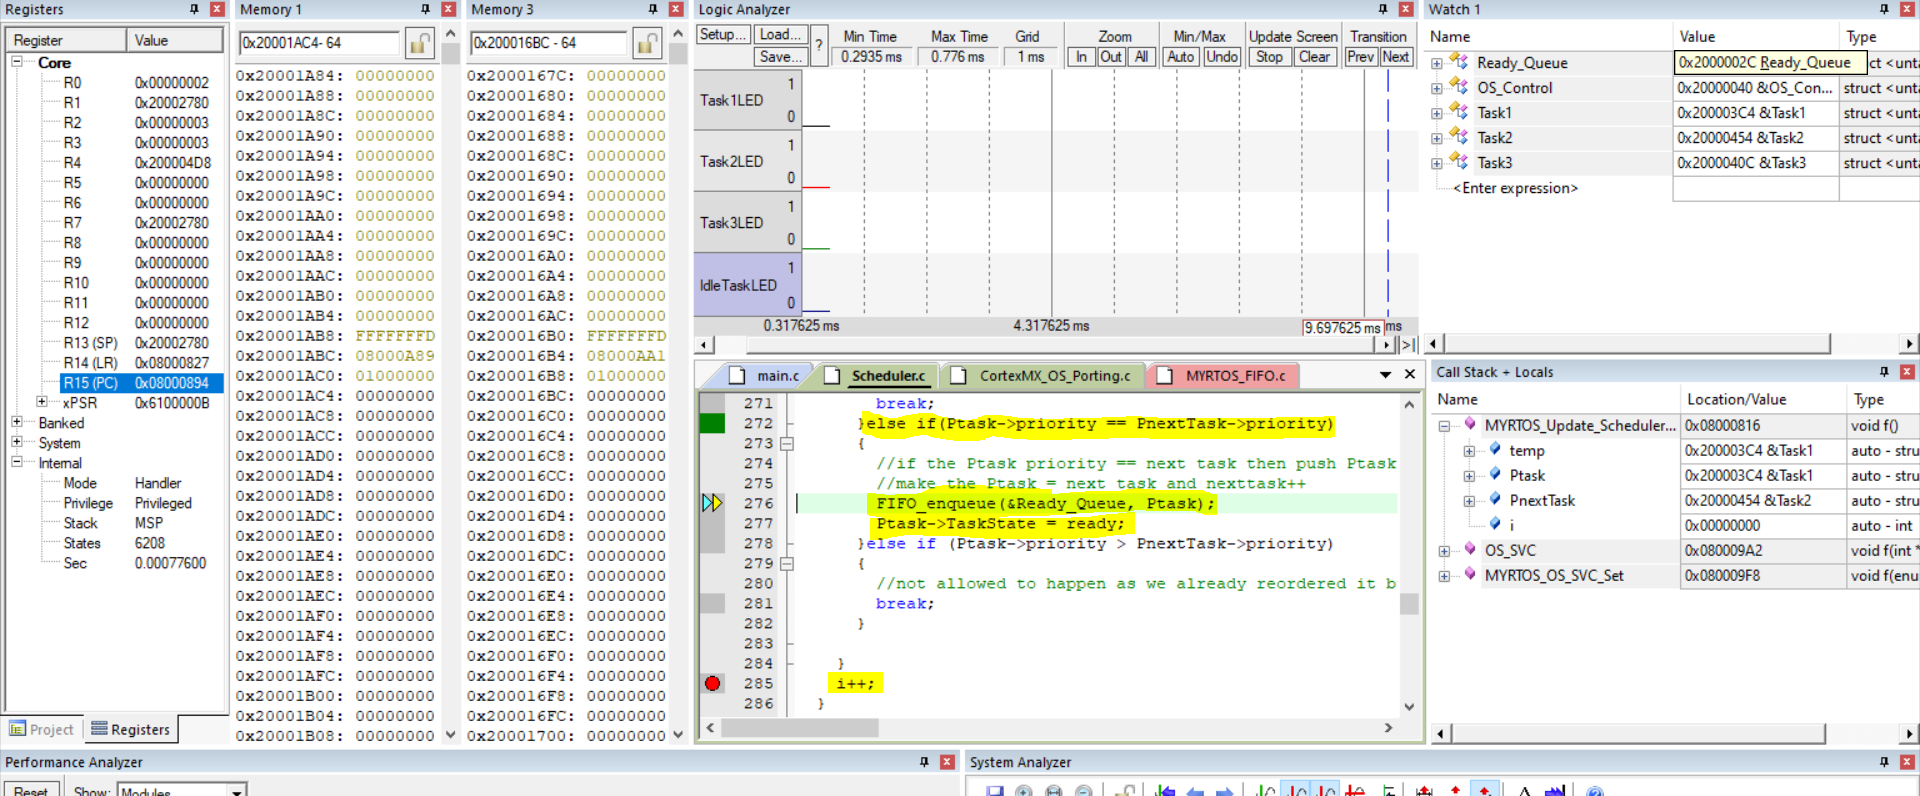 Registers
Register Value
Core
R0 0x00000002
R1 0x20002780
R2 0x00000003
R3 0x00000003
R4 0x200004D8
R5 0x00000000
R6 0x00000000
R7 0x20002780
R8 0x00000000
R9 0x00000000
R10 0x00000000
R11 0x00000000
R12 0x00000000
R13 (SP) 0x20002780
R14 (LR) 0x08000827
R15 (PC) 0x08000894
xPSR 0x6100000B
Banked
System
Internal
Mode Handler
Privilege Privileged
Stack MSP
States 6208
Sec 0.00077600
Project Registers
Memory 1
0x20001AC4- 64
0x20001A84: 00000000
0x20001A88: 00000000
0x20001A8C: 00000000
0x20001A90: 00000000
0x20001A94: 00000000
0x20001A98: 00000000
0x20001A9C: 00000000
0x20001AA0: 00000000
0x20001AA4: 00000000
0x20001AA8: 00000000
0x20001AAC: 00000000
0x20001AB0: 00000000
0x20001AB4: 00000000
0x20001AB8: FFFFFFFD
0x20001ABC: 08000A89
0x20001AC0: 01000000
0x20001AC4: 00000000
0x20001AC8: 00000000
0x20001ACC: 00000000
0x20001AD0: 00000000
0x20001AD4: 00000000
0x20001AD8: 00000000
0x20001ADC: 00000000
0x20001AE0: 00000000
0x20001AE4: 00000000
0x20001AE8: 00000000
0x20001AEC: 00000000
0x20001AF0: 00000000
0x20001AF4: 00000000
0x20001AF8: 00000000
0x20001AFC: 00000000
0x20001B00: 00000000
0x20001B04: 00000000
0x20001B08: 00000000
Memory 3
0x200016BC - 64
0x2000167C: 00000000
0x20001680: 00000000
0x20001684: 00000000
0x20001688: 00000000
0x2000168C: 00000000
0x20001690: 00000000
0x20001694: 00000000
0x20001698: 00000000
0x2000169C: 00000000
0x200016A0: 00000000
0x200016A4: 00000000
0x200016A8: 00000000
0x200016AC: 00000000
0x200016B0: FFFFFFFD
0x200016B4: 08000AA1
0x200016B8: 01000000
0x200016BC: 00000000
0x200016C0: 00000000
0x200016C4: 00000000
0x200016C8: 00000000
0x200016CC: 00000000
0x200016D0: 00000000
0x200016D4: 00000000
0x200016D8: 00000000
0x200016DC: 00000000
0x200016E0: 00000000
0x200016E4: 00000000
0x200016E8: 00000000
0x200016EC: 00000000
0x200016F0: 00000000
0x200016F4: 00000000
0x200016F8: 00000000
0x200016FC: 00000000
0x20001700: 00000000
Logic Analyzer
Setup... Load... ? Min Time Max Time Grid Zoom Min/Max Update Screen Transition
Save... 0.2935 ms 0.776 ms 1 ms In Out All Auto Undo Stop Clear Prev Next
1
Task1LED
0
1
Task2LED
0
1
Task3LED
0
1
IdleTaskLED
0
0.317625 ms 4.317625 ms 9.697625 ms ms
main.c Scheduler.c CortexMX_OS_Porting.c MYRTOS_FIFO.c
271 break;
272 }else if(Ptask->priority == PnextTask->priority)
273 {
274 //if the Ptask priority == next task then push Ptask
275 //make the Ptask = next task and nexttask++
276 FIFO_enqueue(&Ready_Queue, Ptask);
277 Ptask->TaskState = ready;
278 }else if (Ptask->priority > PnextTask->priority)
279 {
280 //not allowed to happen as we already reordered it b
281 break;
282 }
283
284 }
285 i++;
286 }
Watch 1
Name Value Type
Ready_Queue 0x2000002C Ready_Queue ct <unta
OS_Control 0x20000040 &OS_Con... struct <unta
Task1 0x200003C4 &Task1 struct <unta
Task2 0x20000454 &Task2 struct <unta
Task3 0x2000040C &Task3 struct <unta
<Enter expression>
Call Stack + Locals
Name Location/Value Type
MYRTOS_Update_Scheduler... 0x08000816 void f()
temp 0x200003C4 &Task1 auto - stru
Ptask 0x200003C4 &Task1 auto - stru
PnextTask 0x20000454 &Task2 auto - stru
i 0x00000000 auto - int
OS_SVC 0x080009A2 void f(int *
MYRTOS_OS_SVC_Set 0x080009F8 void f(enu
Performance Analyzer
Reset Show: Modules
System Analyzer